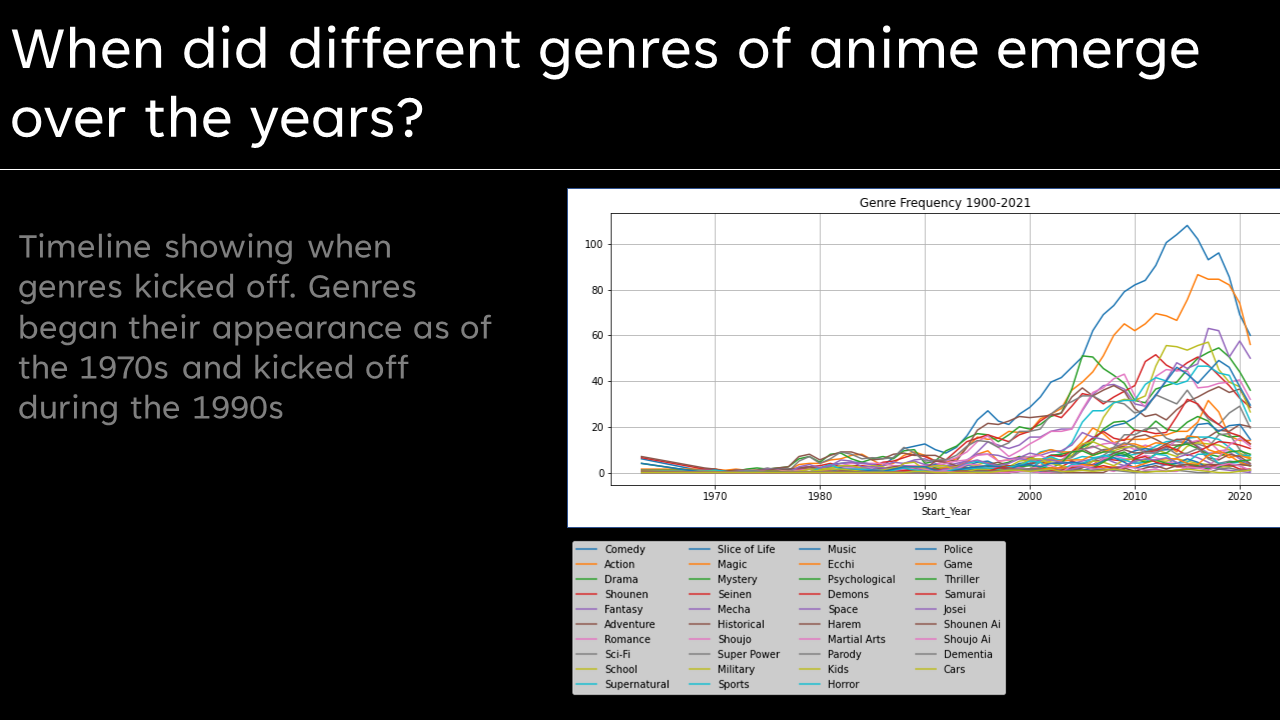 When did different genres of anime emerge
over the years?
Timeline showing when
genres kicked off. Genres
began their appearance as of
the 1970s and kicked off
during the 1990s
Genre Frequency 1900-2021
100
80
60
40
20
0
1970 1980 1990 2000 2010 2020
Start_Year
Comedy Slice of Life Music Police
Action Magic Ecchi Game
Drama Mystery Psychological Thriller
Shounen Seinen Demons Samurai
Fantasy Mecha Space Josei
Adventure Historical Harem Shounen Ai
Romance Shoujo Martial Arts Shoujo Ai
Sci-Fi Super Power Parody Dementia
School Military Kids Cars
Supernatural Sports Horror